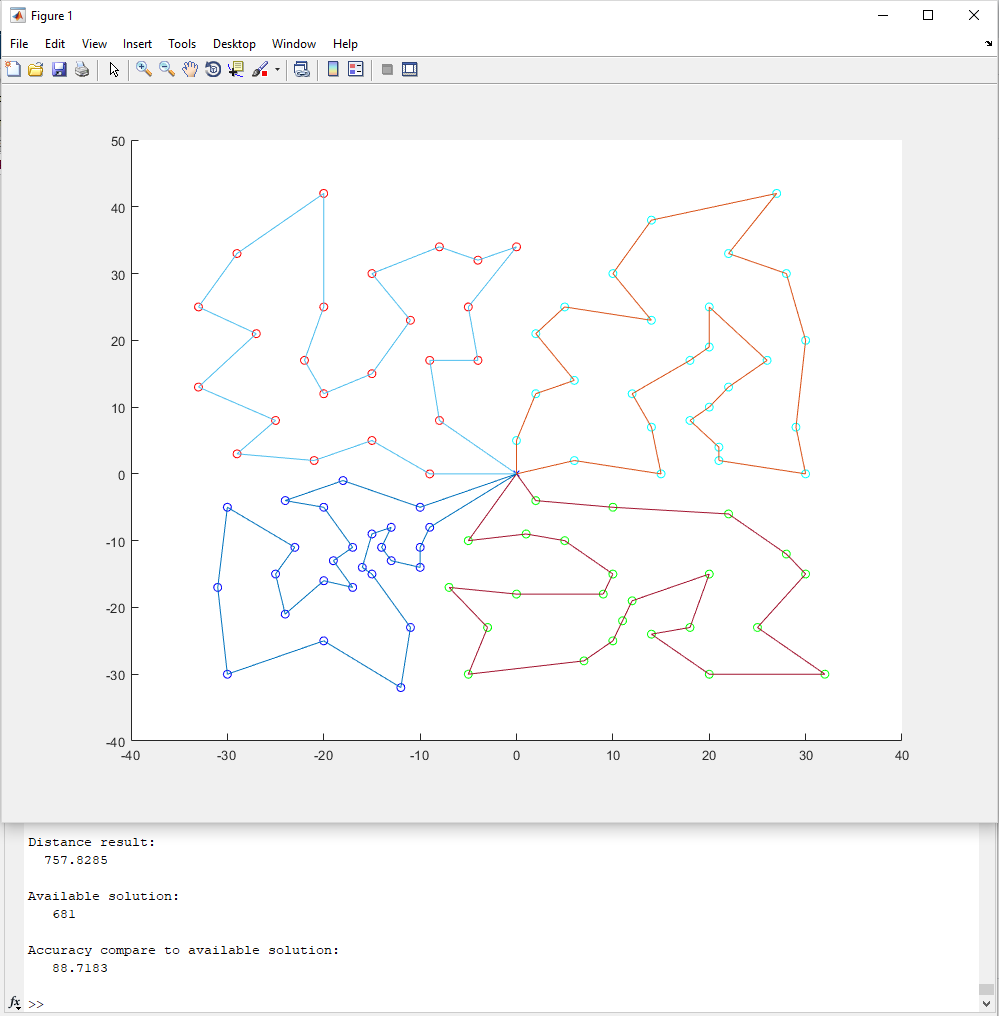 Figure 1
File Edit View Insert Tools Desktop Window Help
50
40
30
20
10
0
-10
-20
-30
-40
-40 -30 -20 -10 0 10 20 30 40
Distance result:
757.8285
Available solution:
681
Accuracy compare to available solution:
88.7183
fx >>